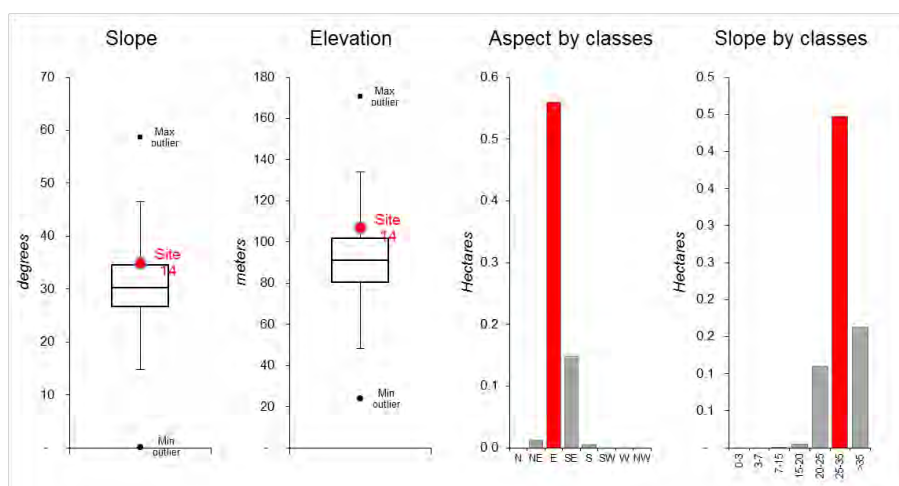 Slope
70
60
50
40
30
20
10
-
degrees
Max
outlier
Site
14
Min
outlier
Elevation
180
160
140
120
100
80
60
40
20
meters
Max
outlier
Site
14
Min
outlier
Aspect by classes
0.6
0.5
0.4
0.3
0.2
0.1
0.0
Hectares
N NE E SE S SW W NW
Slope by classes
0.5
0.5
0.4
0.4
0.3
0.3
0.2
0.2
0.1
0.1
-
Hectares
0-3
3-7
7-15
15-20
20-25
25-35
>35